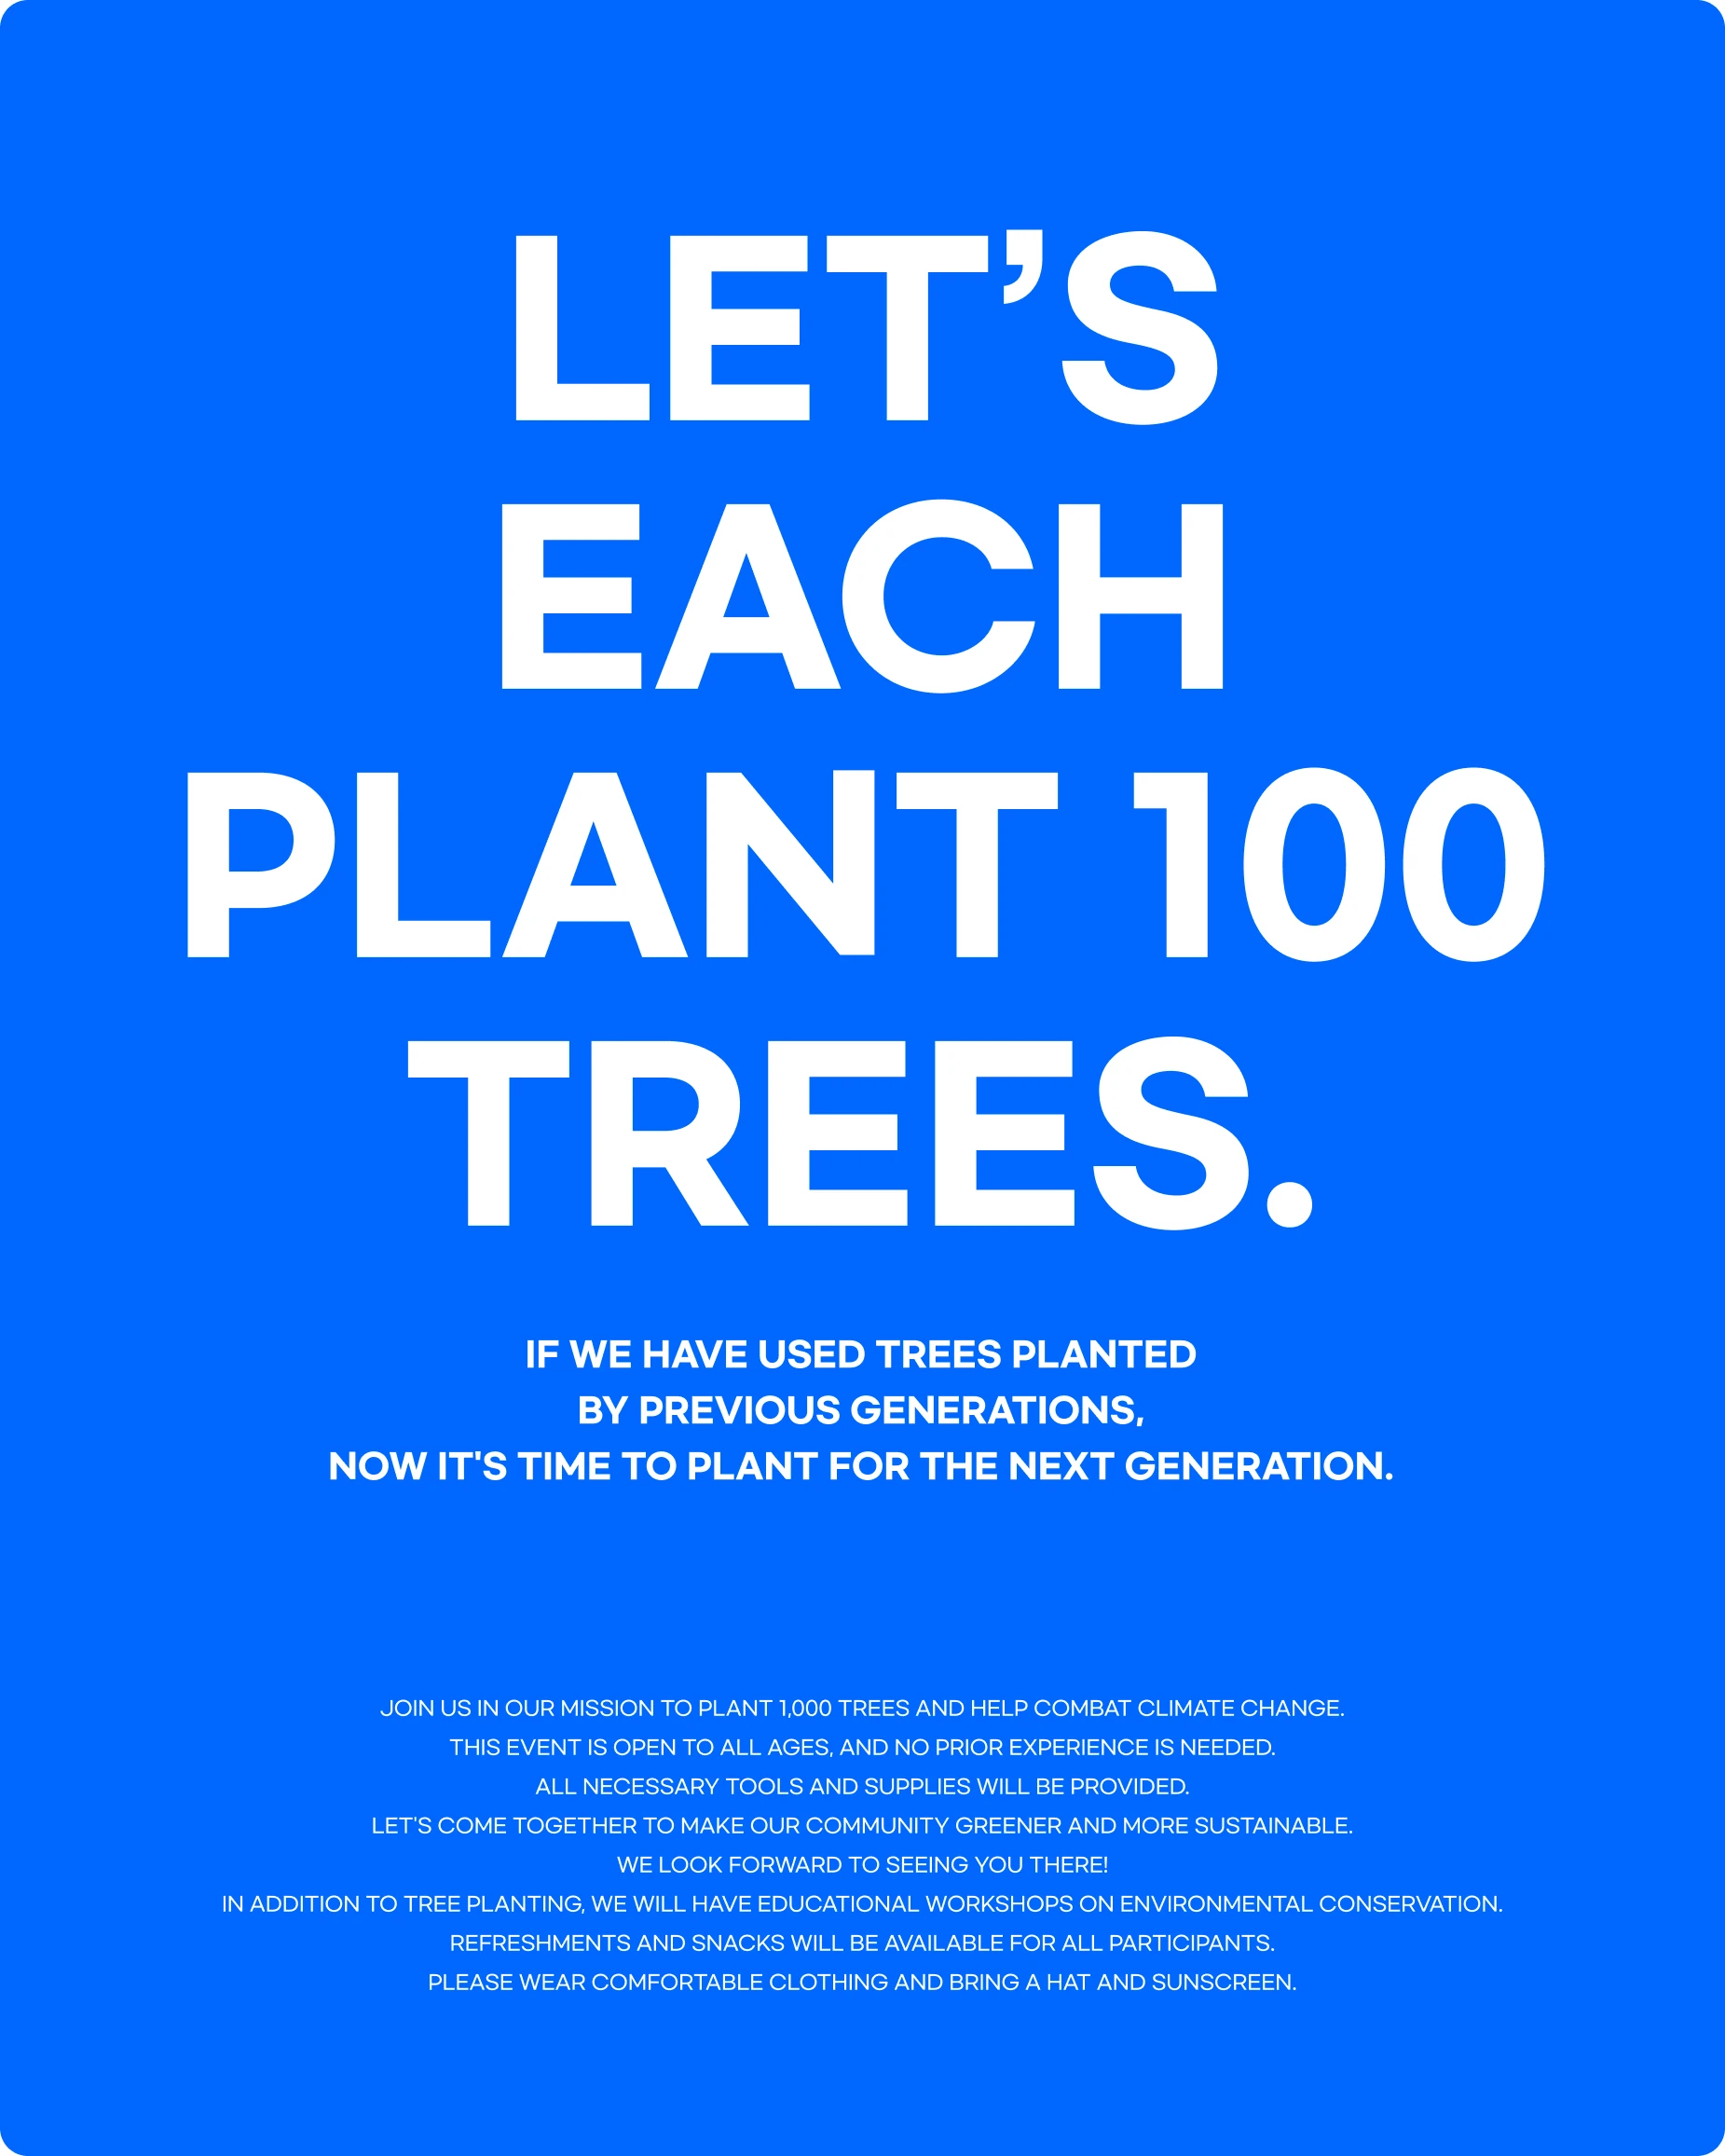 LET’S
EACH
PLANT 100
TREES.
IF WE HAVE USED TREES PLANTED
BY PREVIOUS GENERATIONS,
NOW IT'S TIME TO PLANT FOR THE NEXT GENERATION.
JOIN US IN OUR MISSION TO PLANT 1,000 TREES AND HELP COMBAT CLIMATE CHANGE.
THIS EVENT IS OPEN TO ALL AGES, AND NO PRIOR EXPERIENCE IS NEEDED.
ALL NECESSARY TOOLS AND SUPPLIES WILL BE PROVIDED.
LET'S COME TOGETHER TO MAKE OUR COMMUNITY GREENER AND MORE SUSTAINABLE.
WE LOOK FORWARD TO SEEING YOU THERE!
IN ADDITION TO TREE PLANTING, WE WILL HAVE EDUCATIONAL WORKSHOPS ON ENVIRONMENTAL CONSERVATION.
REFRESHMENTS AND SNACKS WILL BE AVAILABLE FOR ALL PARTICIPANTS.
PLEASE WEAR COMFORTABLE CLOTHING AND BRING A HAT AND SUNSCREEN.